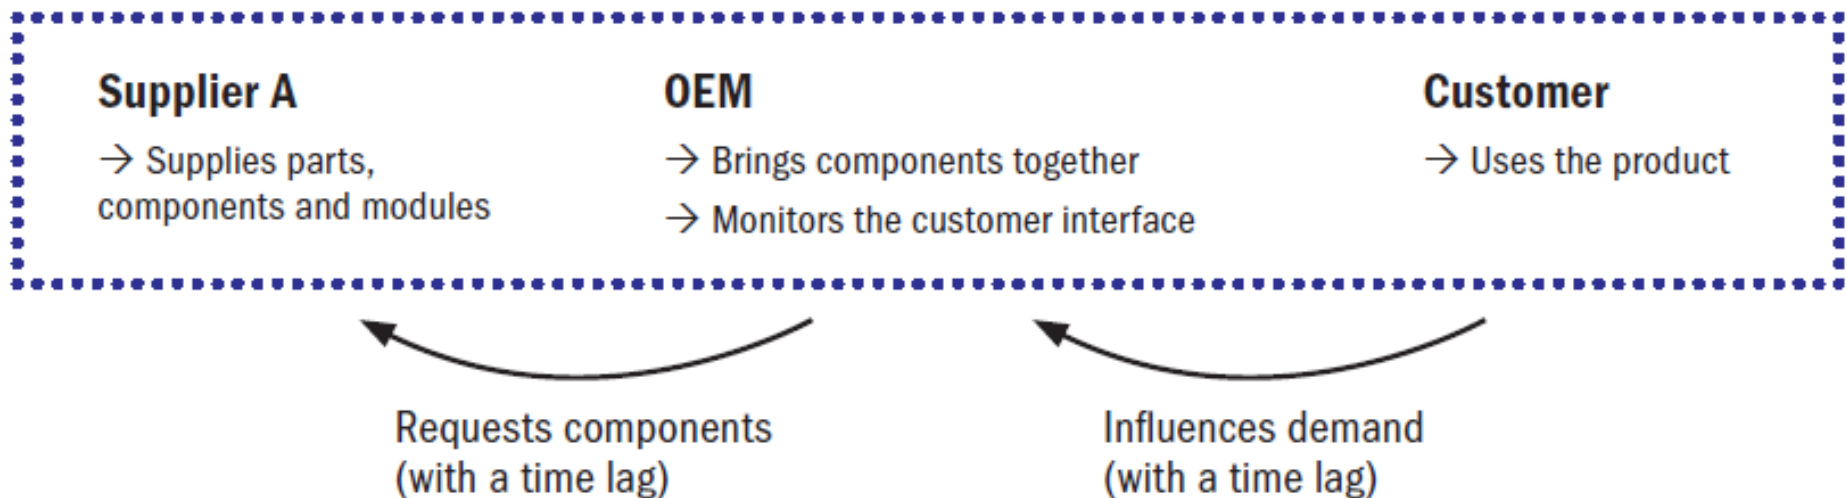 Supplier A
→ Supplies parts,
components and modules
OEM
→ Brings components together
→ Monitors the customer interface
Customer
→ Uses the product
Requests components
(with a time lag)
Influences demand
(with a time lag)